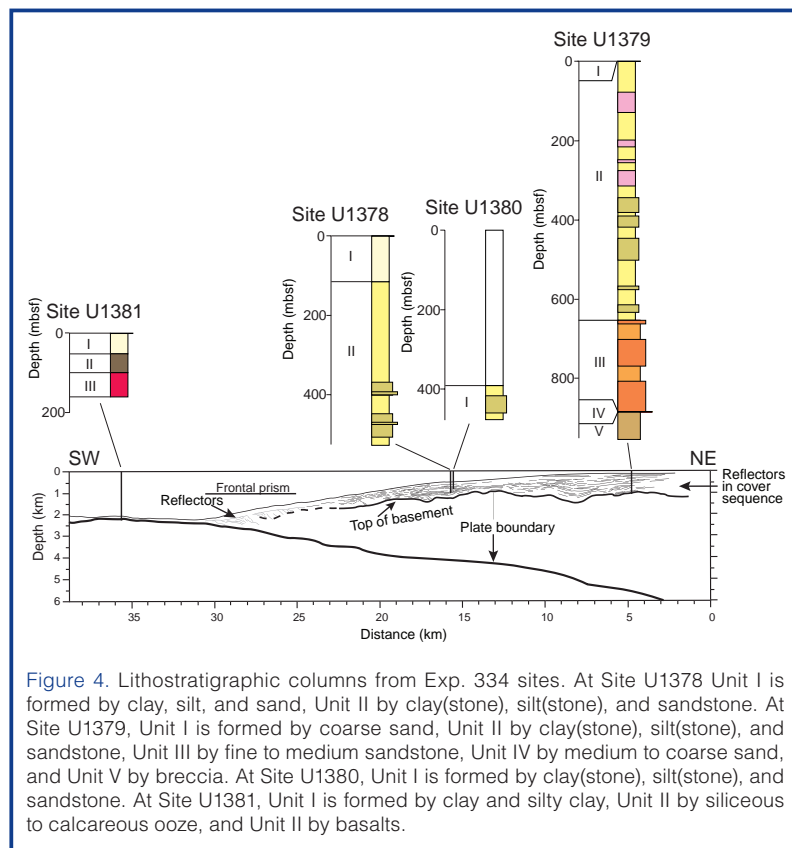 Site U1379
0
200
400
600
800
Depth (mbsf)
I
II
III
IV
V
Site U1378
0
200
400
Depth (mbsf)
I
II
Site U1380
0
200
400
Depth (mbsf)
I
Site U1381
0
200
Depth (mbsf)
I
II
III
SW
NE
0
1
2
3
4
5
6
Depth (km)
Reflectors
Frontal prism
Top of basement
Plate boundary
Reflectors
in cover
sequence
35 30 25 20 15 10 5 0
Distance (km)
Figure 4. Lithostratigraphic columns from Exp. 334 sites. At Site U1378 Unit I is
formed by clay, silt, and sand, Unit II by clay(stone), silt(stone), and sandstone. At
Site U1379, Unit I is formed by coarse sand, Unit II by clay(stone), silt(stone), and
sandstone, Unit III by fine to medium sandstone, Unit IV by medium to coarse sand,
and Unit V by breccia. At Site U1380, Unit I is formed by clay(stone), silt(stone), and
sandstone. At Site U1381, Unit I is formed by clay and silty clay, Unit II by siliceous
to calcareous ooze, and Unit II by basalts.